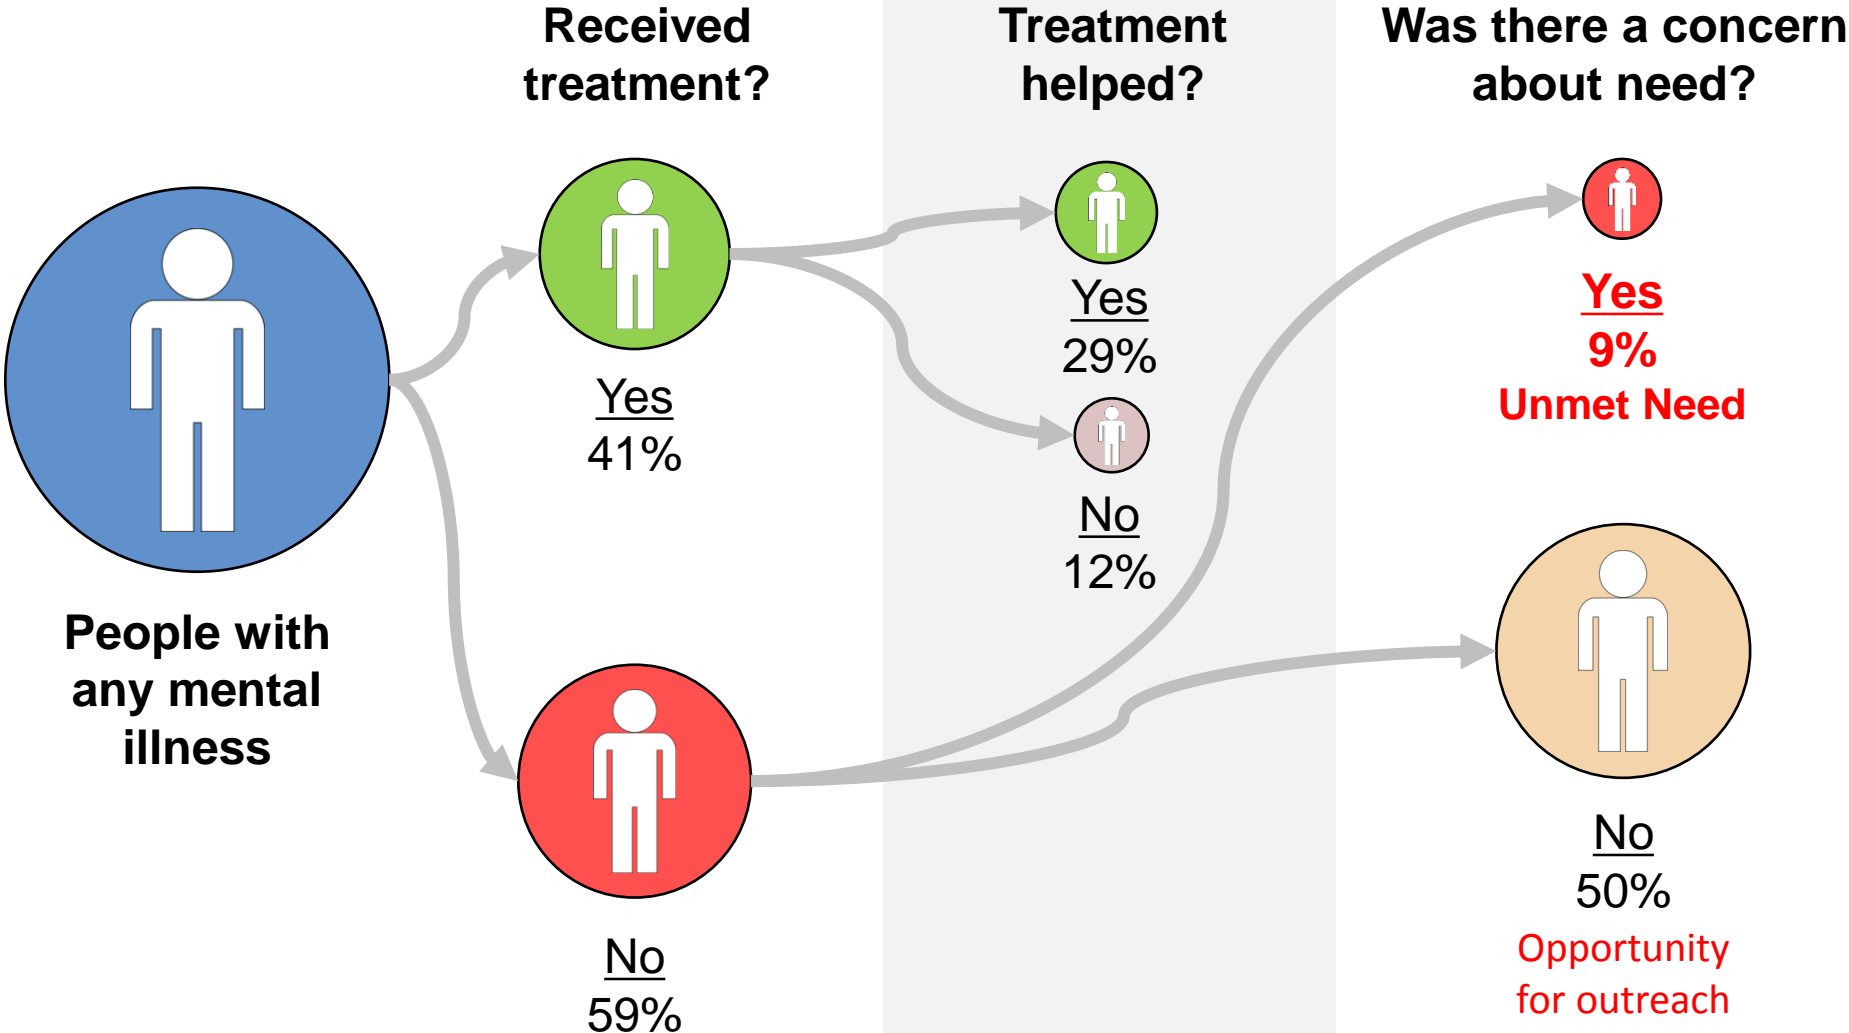 Received
treatment?
Treatment
helped?
Was there a concern
about need?
People with
any mental
illness
Yes
41%
No
59%
Yes
29%
No
12%
Yes
9%
Unmet Need
No
50%
Opportunity
for outreach